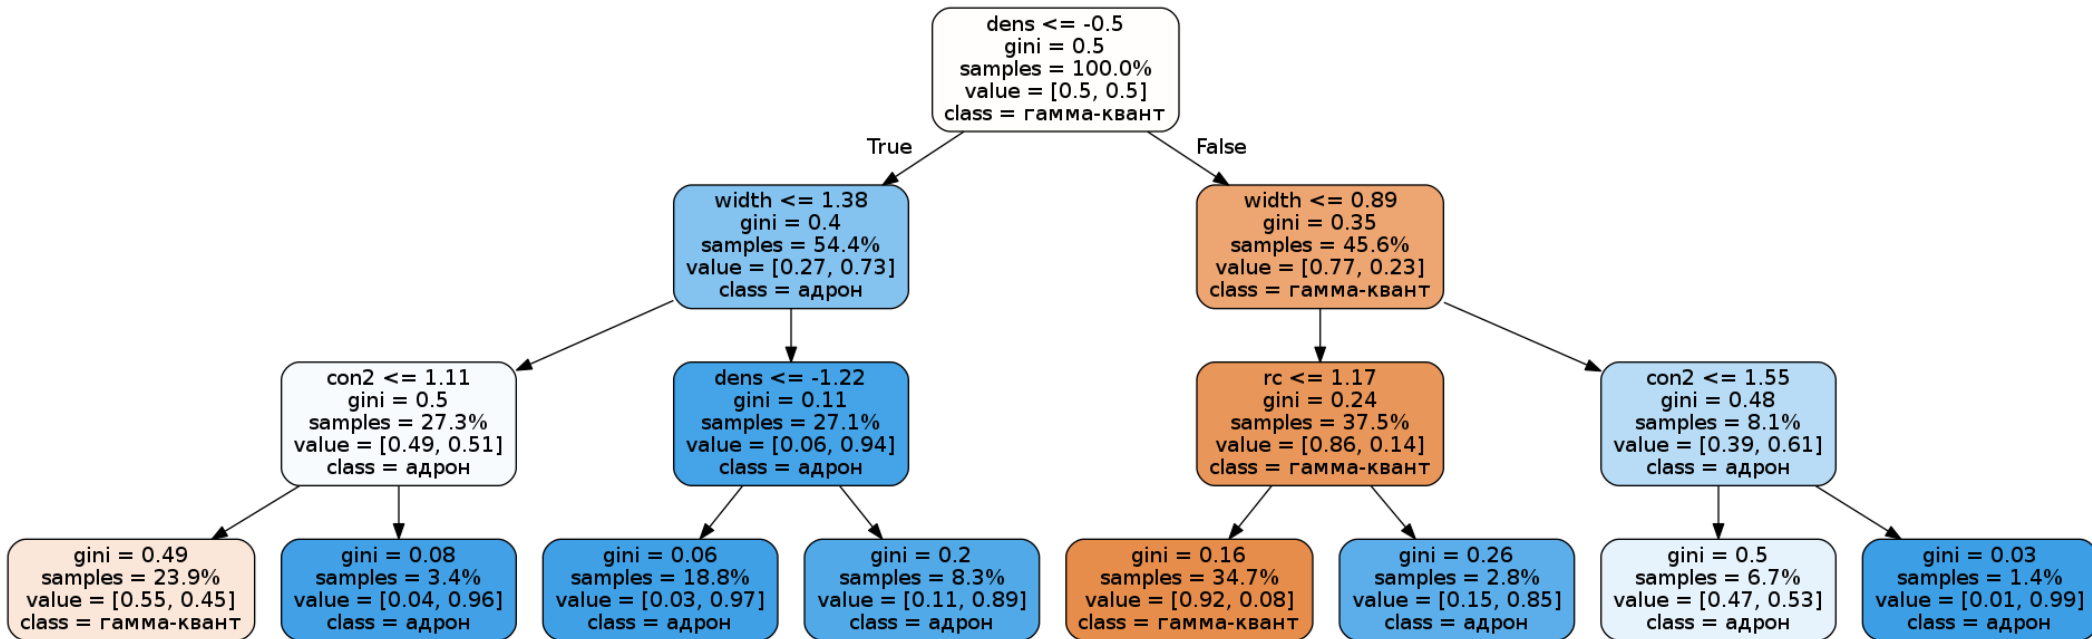 dens <= -0.5
gini = 0.5
samples = 100.0%
value = [0.5, 0.5]
class = гамма-квант
True
False
width <= 1.38
gini = 0.4
samples = 54.4%
value = [0.27, 0.73]
class = адрон
width <= 0.89
gini = 0.35
samples = 45.6%
value = [0.77, 0.23]
class = гамма-квант
con2 <= 1.11
gini = 0.5
samples = 27.3%
value = [0.49, 0.51]
class = адрон
dens <= -1.22
gini = 0.11
samples = 27.1%
value = [0.06, 0.94]
class = адрон
rc <= 1.17
gini = 0.24
samples = 37.5%
value = [0.86, 0.14]
class = гамма-квант
con2 <= 1.55
gini = 0.48
samples = 8.1%
value = [0.39, 0.61]
class = адрон
gini = 0.49
samples = 23.9%
value = [0.55, 0.45]
class = гамма-квант
gini = 0.08
samples = 3.4%
value = [0.04, 0.96]
class = адрон
gini = 0.06
samples = 18.8%
value = [0.03, 0.97]
class = адрон
gini = 0.2
samples = 8.3%
value = [0.11, 0.89]
class = адрон
gini = 0.16
samples = 34.7%
value = [0.92, 0.08]
class = гамма-квант
gini = 0.26
samples = 2.8%
value = [0.15, 0.85]
class = адрон
gini = 0.5
samples = 6.7%
value = [0.47, 0.53]
class = адрон
gini = 0.03
samples = 1.4%
value = [0.01, 0.99]
class = адрон